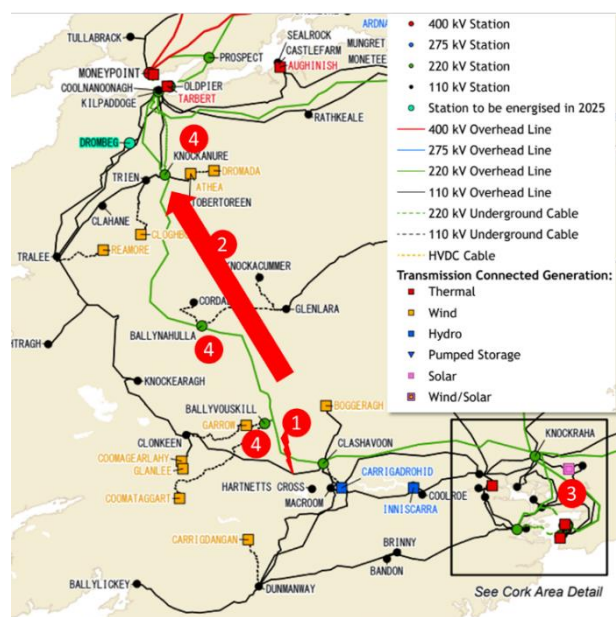 TULLABRACK
PROSPECT
SEALROCK
CASTLEFARM
AUGHINISH
MUNGRET
MONETEE
ARDNA
MONEYPOINT
COOLNANOONAGH
KILPADDOGE
OLDPIER
TARBERT
RATHKEALE
DROMBEG
4
KNOCKANURE
DROMADA
ATHEA
TRIEN
TOBERTOREEN
CLAHANE
CLOGHE
2
TRALEE
REAMORE
KNOCKACUMMER
CORDA
GLENLARA
BALLYNAHULLA
4
HTRAGH
KNOCKEARAGH
BALLYVOUSKILL
GARROW
BOGGERAGH
1
4
CLONKEEN
CLASHAVOON
KNOCKRAHA
COOMAGEARLAHY
GLANLEE
COOMATAGGART
HARTNETTS CROSS
MACROOM
CARRIGADROHID
INNISCARRA
COOLROE
3
CARRIGDANGAN
BRINNY
BANDON
BALLYLICKEY
DUNMANWAY
See Cork Area Detail
400 kV Station
275 kV Station
220 kV Station
110 kV Station
Station to be energised in 2025
400 kV Overhead Line
275 kV Overhead Line
220 kV Overhead Line
110 kV Overhead Line
220 kV Underground Cable
110 kV Underground Cable
HVDC Cable
Transmission Connected Generation:
Thermal
Wind
Hydro
Pumped Storage
Solar
Wind/Solar